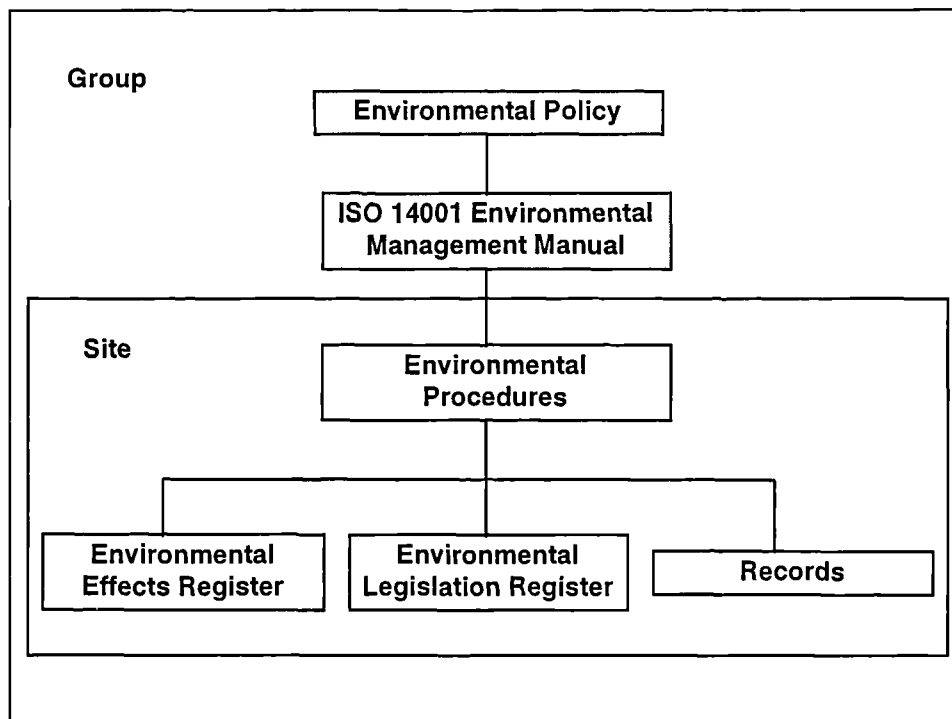 Group
Environmental Policy
ISO 14001 Environmental
Management Manual
Site
Environmental
Procedures
Environmental
Effects Register
Environmental
Legislation Register
Records